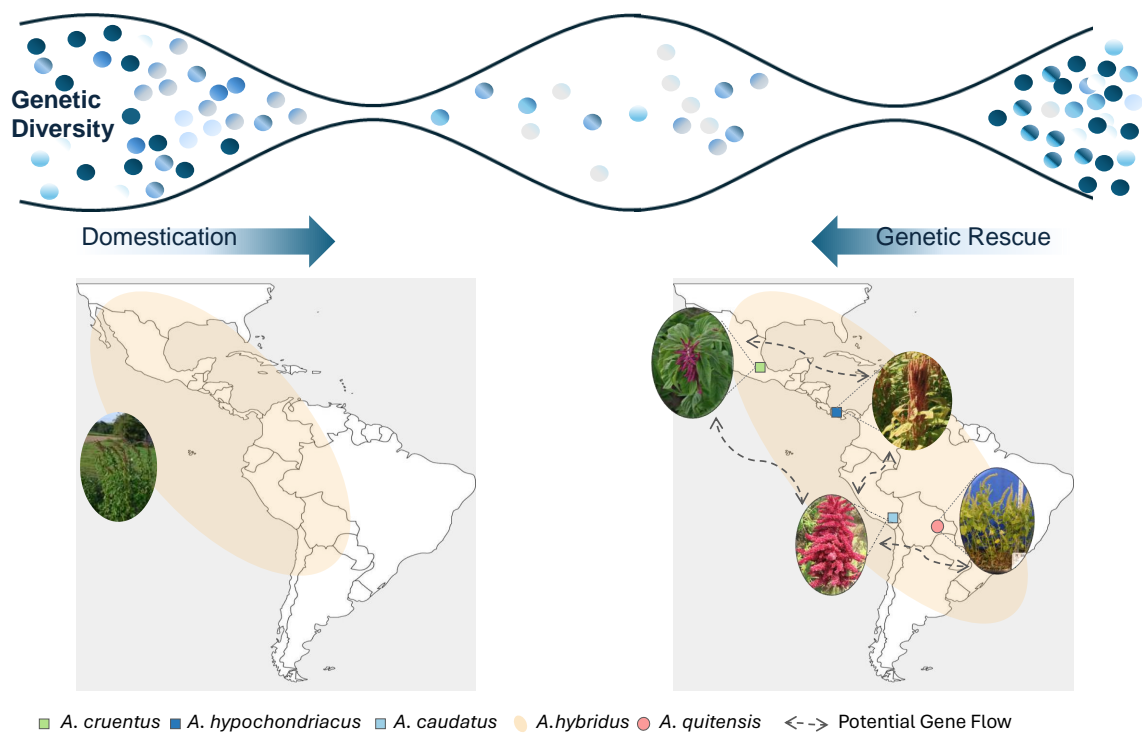 Genetic
Diversity
Domestication
Genetic Rescue
A. cruentus
A. hypochondriacus
A. caudatus
A.hybridus
A. quitensis
Potential Gene Flow